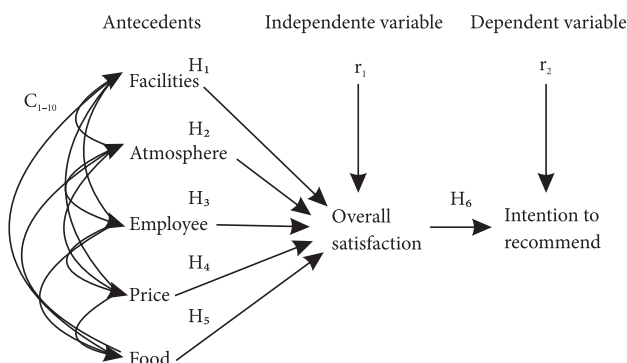 Antecedents
Independente variable
Dependent variable
H₁
r₁
r₂
Facilities
C₁₋₁₀
H₂
Atmosphere
H₃
H₆
Employee
Overall
satisfaction
Intention to
recommend
H₄
Price
H₅
Food